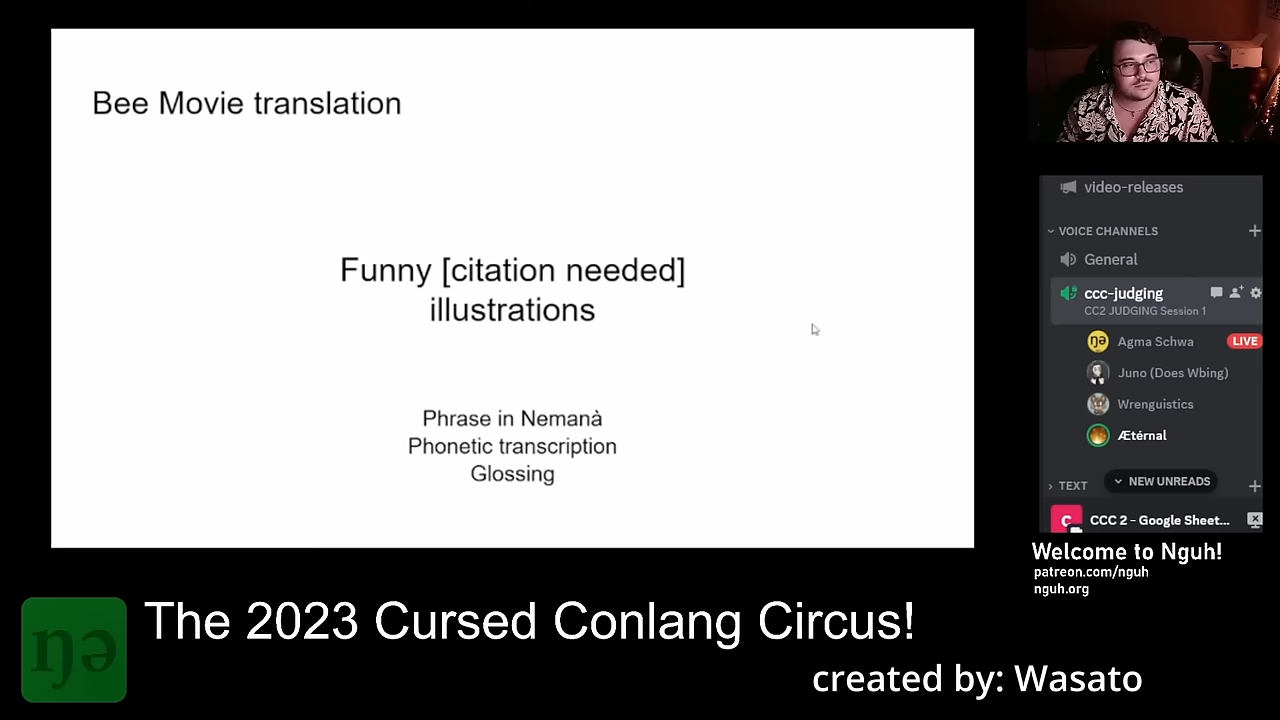 Bee Movie translation
Funny [citation needed]
illustrations
Phrase in Nemanà
Phonetic transcription
Glossing
video-releases
VOICE CHANNELS
General
ccc-judging
CC2 JUDGING Session 1
ŋə
Agma Schwa
LIVE
Juno (Does Wbing)
Wrenguistics
Ætérnal
TEXT
NEW UNREADS
C
CCC 2 - Google Sheet...
Welcome to Nguh!
patreon.com/nguh
nguh.org
ŋə
The 2023 Cursed Conlang Circus!
created by: Wasato